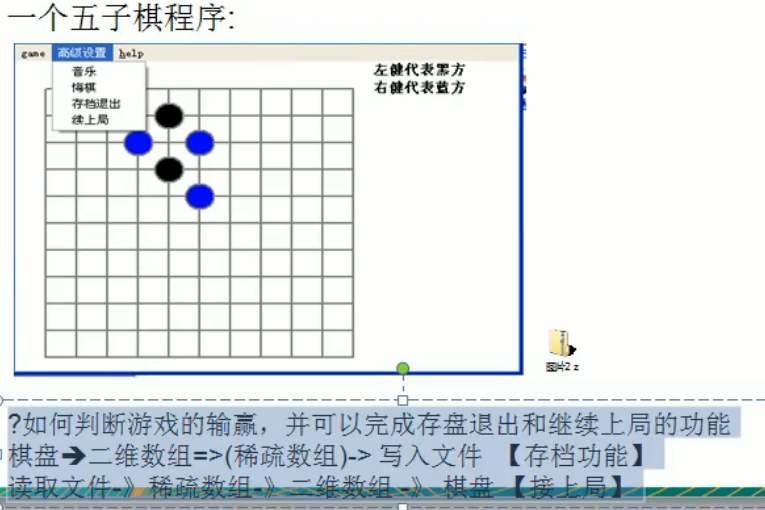 一个五子棋程序:
game 高级设置 help
音乐
悔棋
存档退出
续上局
左健代表黑方
右健代表蓝方
图片2 z
?如何判断游戏的输赢，并可以完成存盘退出和继续上局的功能
棋盘➔二维数组=>(稀疏数组)-> 写入文件 【存档功能】
读取文件-》稀疏数组-》二维数组 -》 棋盘 【接上局】